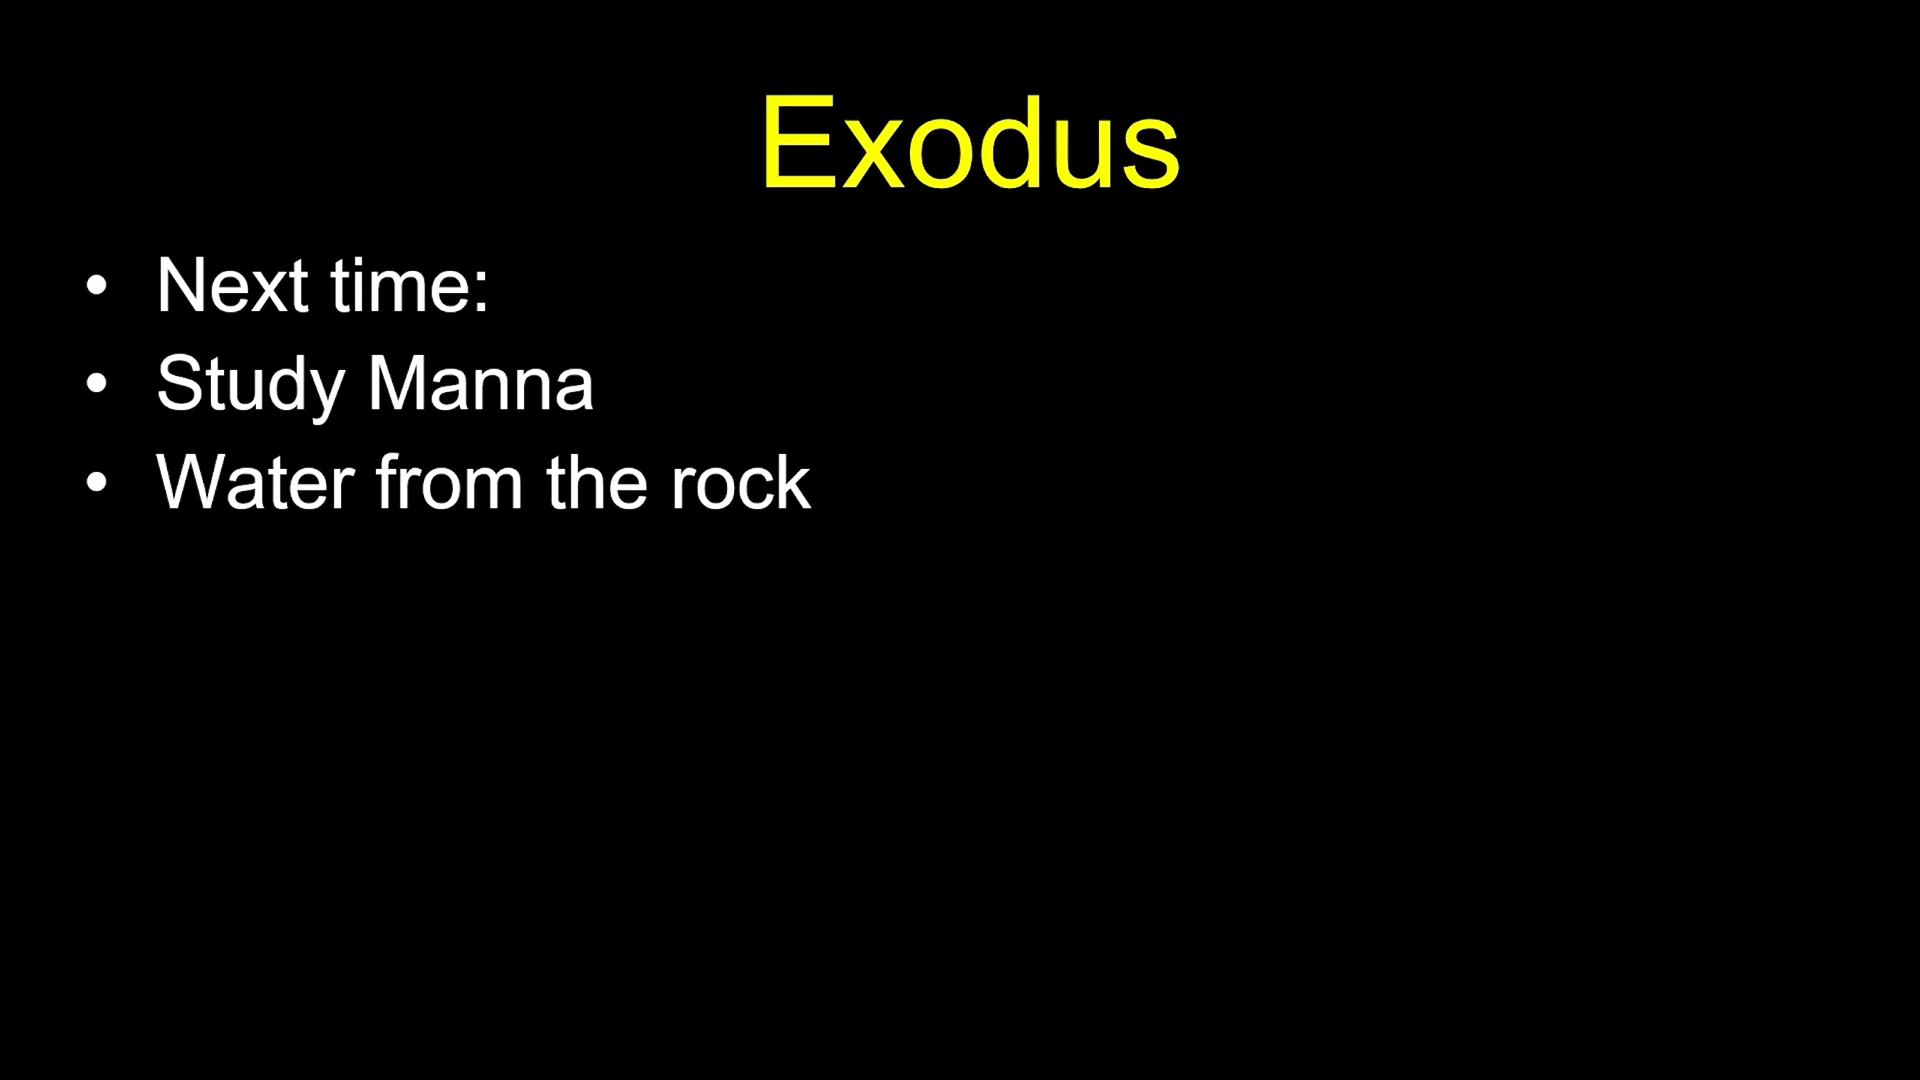 Exodus
• Next time:
• Study Manna
• Water from the rock